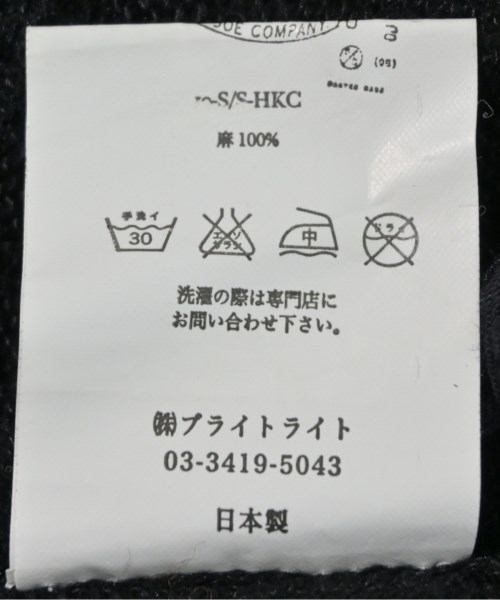 UE COMPANY
(05)
~S/S-HKC
麻 100%
手洗イ
30
エンソ
サラシ
中
ドライ
洗濯の際は専門店に
お問い合わせ下さい。
㈱ブライトライト
03-3419-5043
日本製